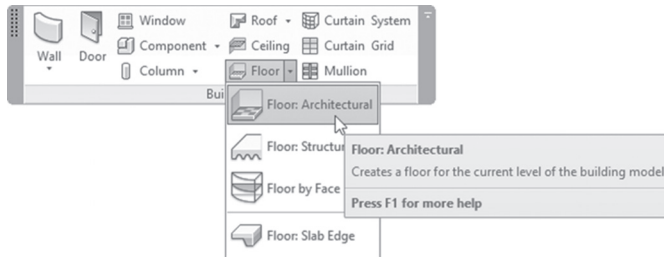 Window
Roof
Curtain System
Component
Ceiling
Curtain Grid
Wall
Door
Column
Floor
Mullion
Bui
Floor: Architectural
Floor: Structur
Floor: Architectural
Creates a floor for the current level of the building model
Floor by Face
Press F1 for more help
Floor: Slab Edge